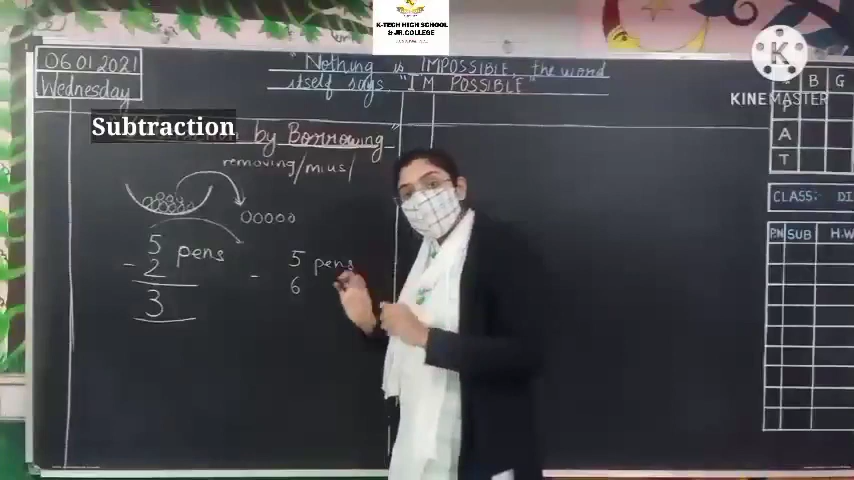 K-TECH HIGH SCHOOL
& JR.COLLEGE
K
KINEMASTER
06 01 2021
Wednesday
"Nothing is IMPOSSIBLE, the word
itself says "I'M POSSIBLE"
Subtraction
by Borrowing"
removing/mius/
5 pens
- 2
3
5 pens
- 6
B G
P
A
T
CLASS: DI
P.N SUB H.W